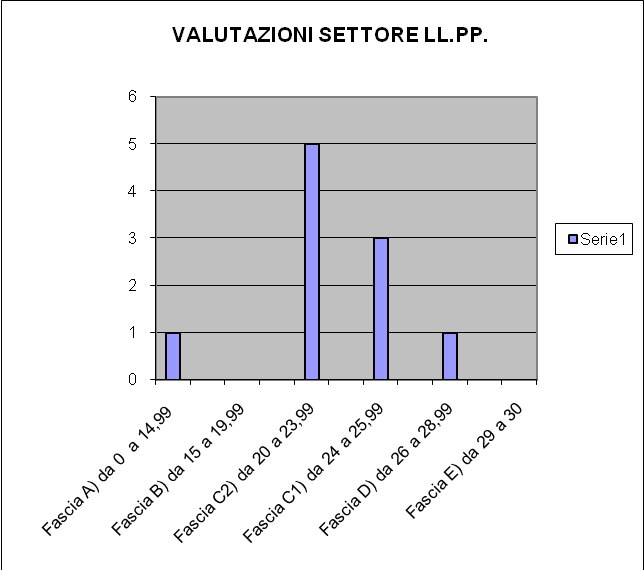 VALUTAZIONI SETTORE LL.PP.
6
5
4
3
2
1
0
Serie1
Fascia A) da 0 a 14,99
Fascia B) da 15 a 19,99
Fascia C2) da 20 a 23,99
Fascia C1) da 24 a 25,99
Fascia D) da 26 a 28,99
Fascia E) da 29 a 30